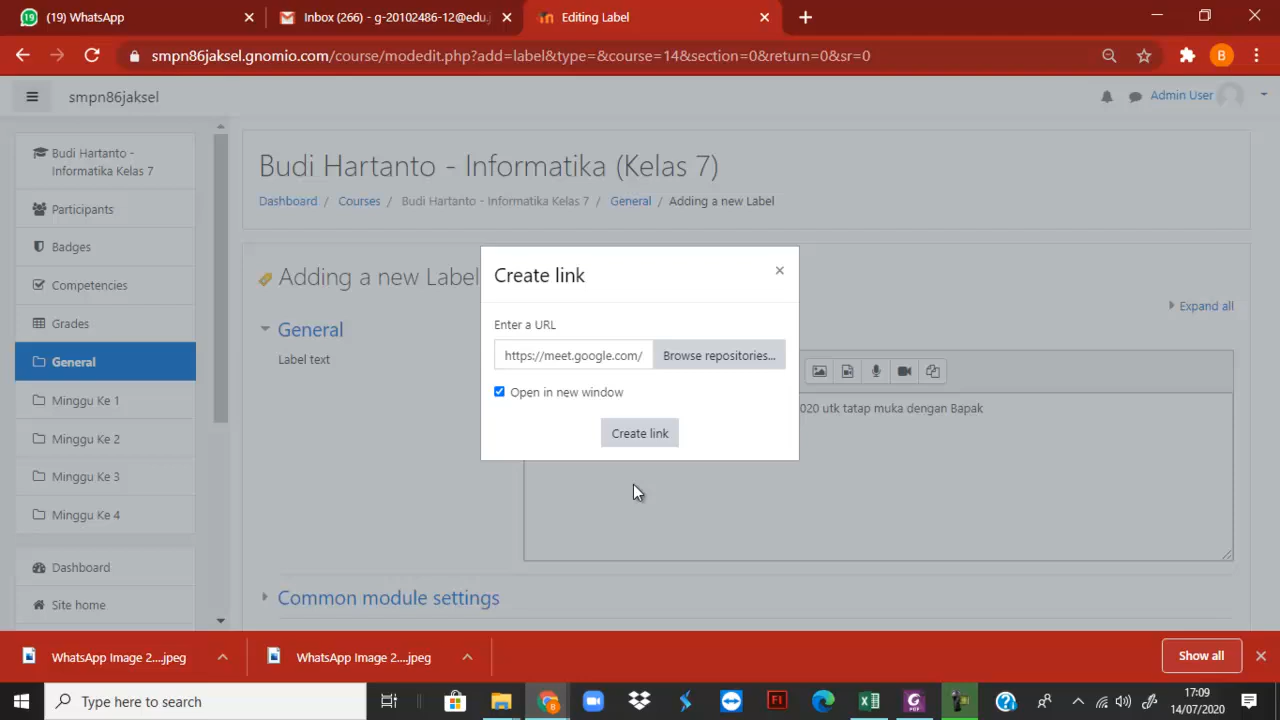 (19) WhatsApp
Inbox (266) - g-20102486-12@edu.j
Editing Label
smpn86jaksel.gnomio.com/course/modedit.php?add=label&type=&course=14&section=0&return=0&sr=0
B
smpn86jaksel
Admin User
Budi Hartanto -
Informatika Kelas 7
Participants
Badges
Competencies
Grades
General
Minggu Ke 1
Minggu Ke 2
Minggu Ke 3
Minggu Ke 4
Dashboard
Site home
Budi Hartanto - Informatika (Kelas 7)
Dashboard / Courses / Budi Hartanto - Informatika Kelas 7 / General / Adding a new Label
Adding a new Label
Expand all
General
Label text
020 utk tatap muka dengan Bapak
Create link
Enter a URL
https://meet.google.com/
Browse repositories...
Open in new window
Create link
Common module settings
WhatsApp Image 2....jpeg
WhatsApp Image 2....jpeg
Show all
Type here to search
17:09
14/07/2020